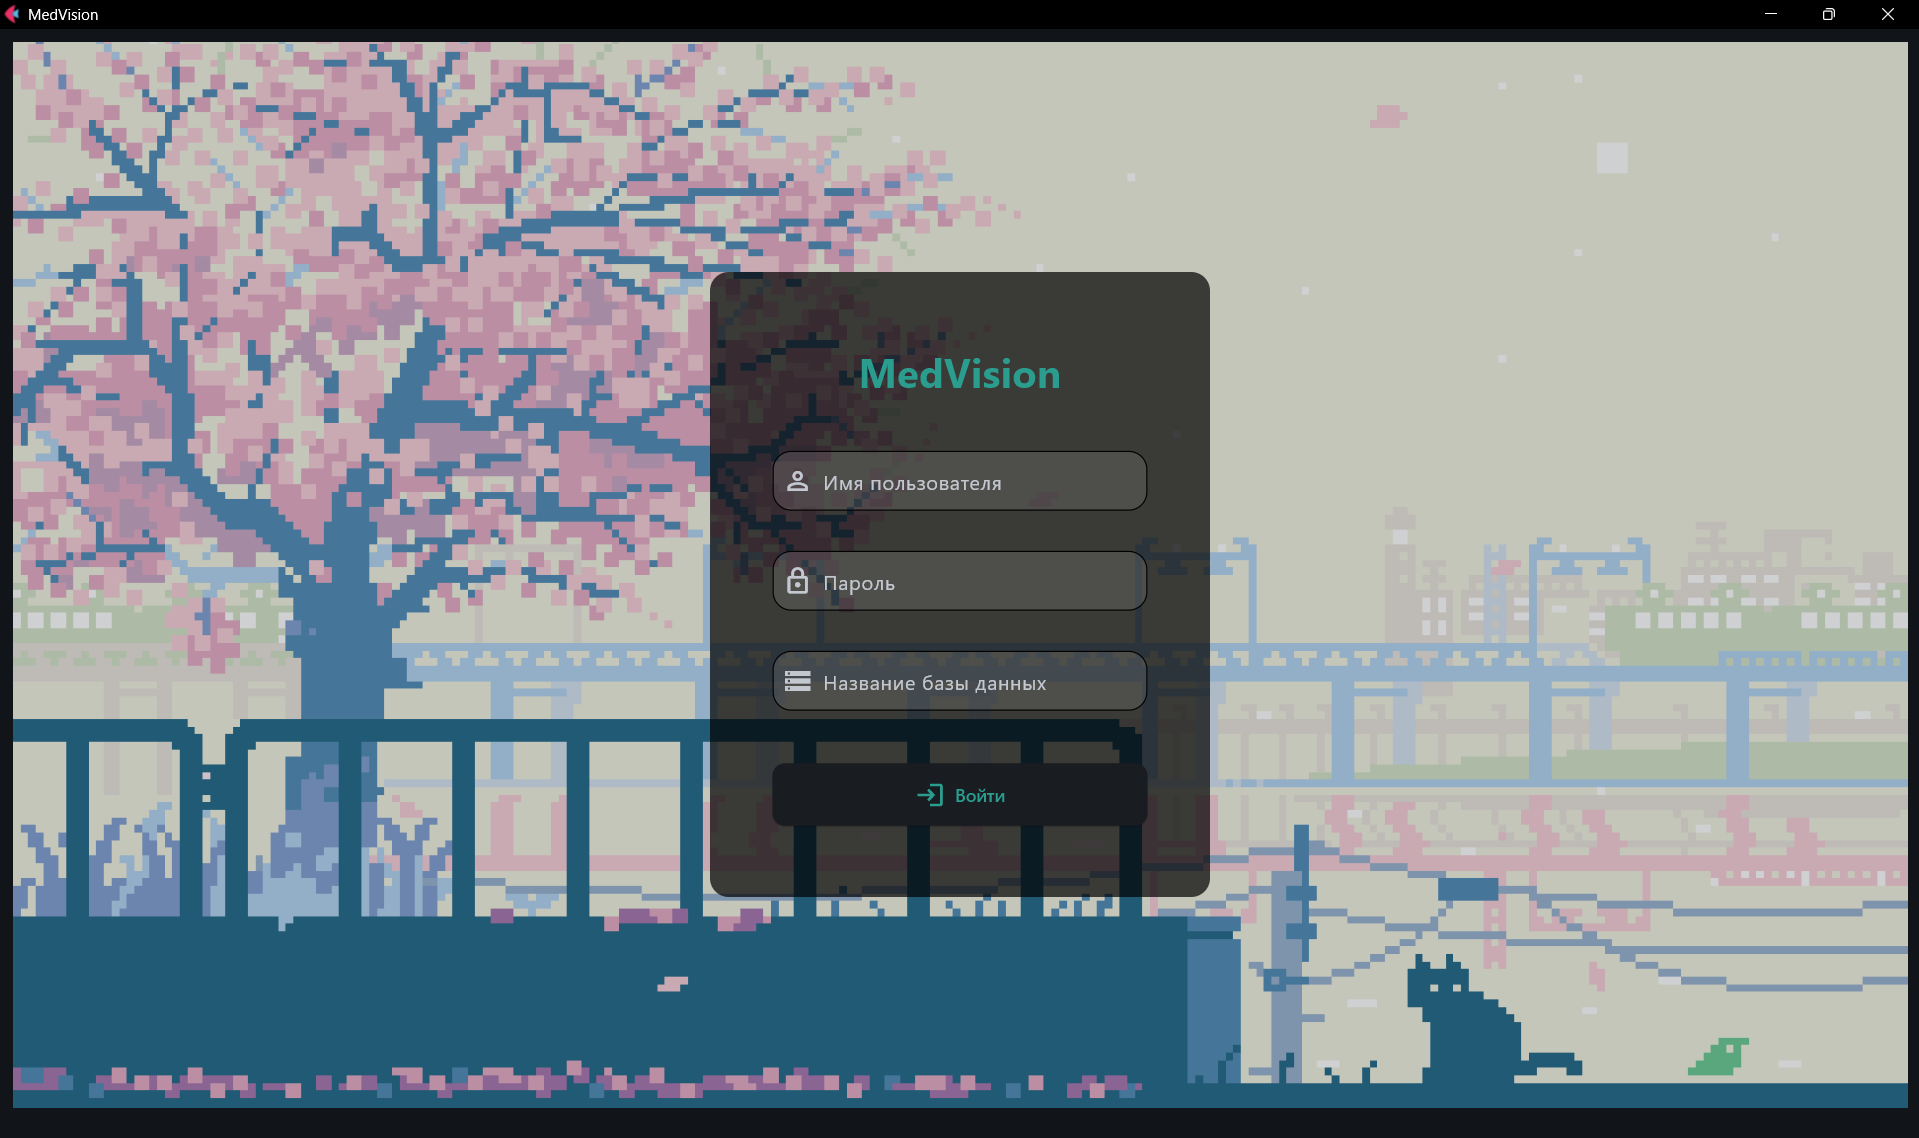 MedVision
MedVision
Имя пользователя
Пароль
Название базы данных
Войти